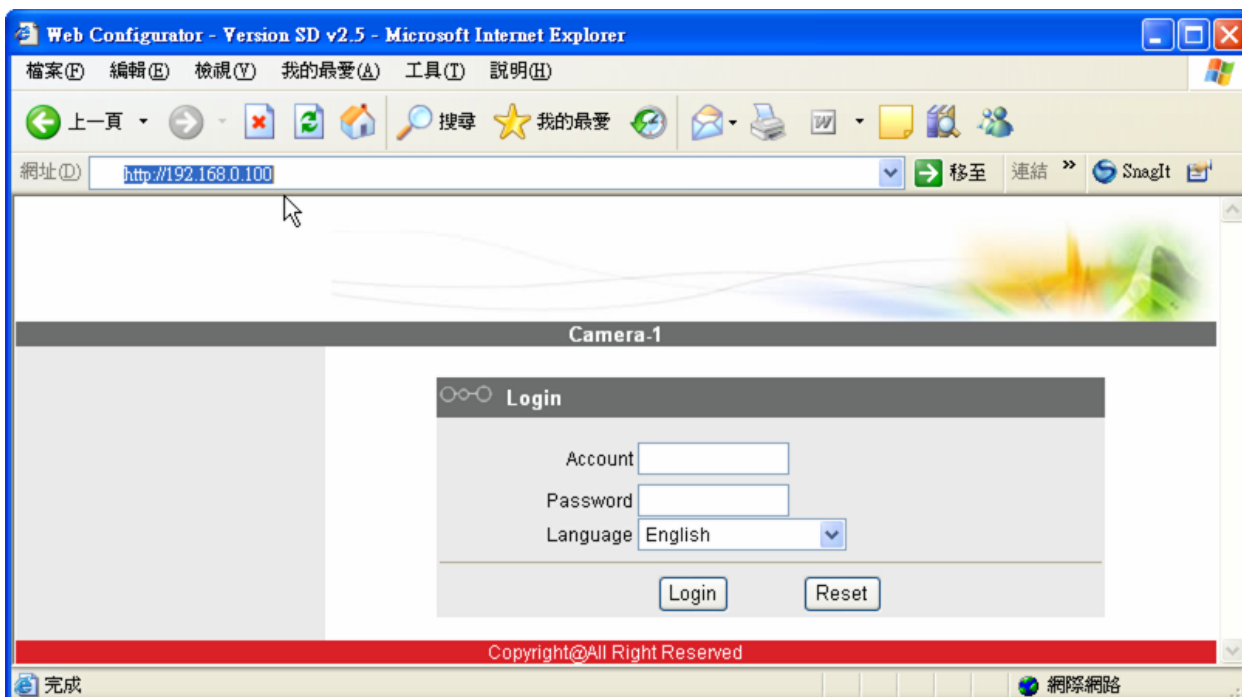 Web Configurator - Version SD v2.5 - Microsoft Internet Explorer
檔案(F) 編輯(E) 檢視(V) 我的最愛(A) 工具(T) 說明(H)
上一頁 搜尋 我的最愛
網址(D) http://192.168.0.100 移至 連結 » SnagIt
Camera-1
Login
Account
Password
Language English
Login Reset
Copyright@All Right Reserved
完成 網際網路